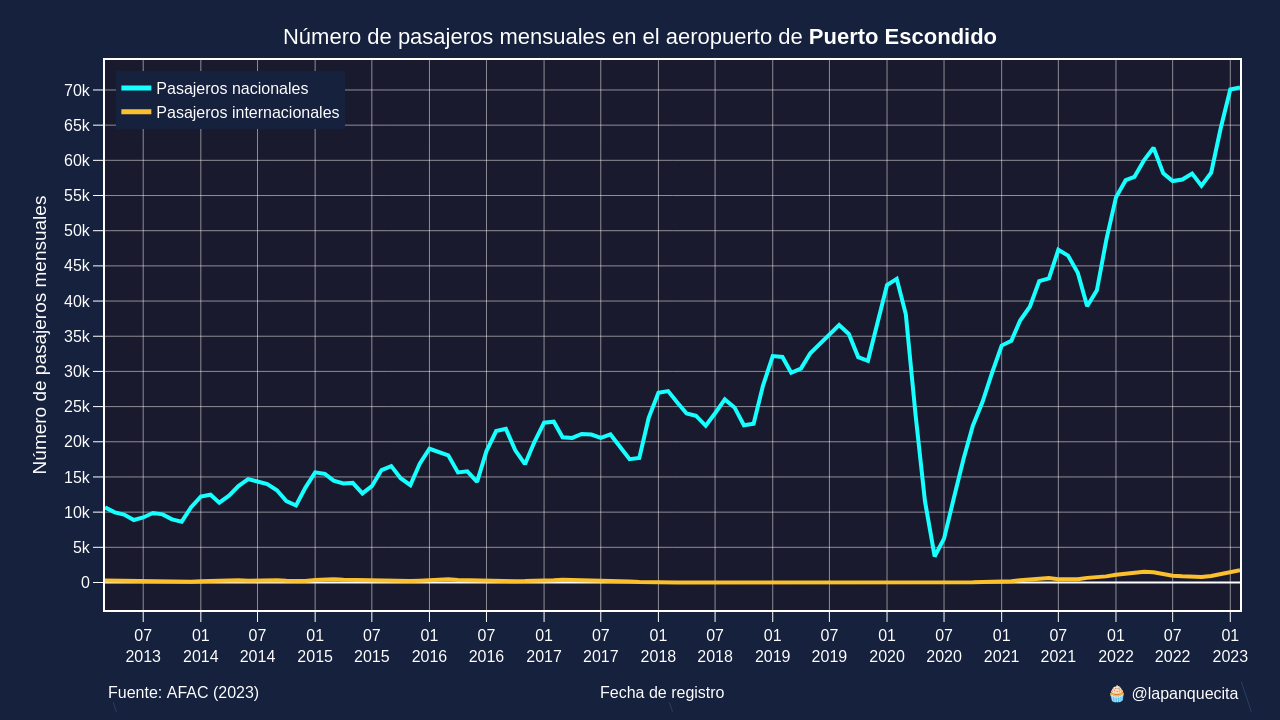 Número de pasajeros mensuales en el aeropuerto de Puerto Escondido
Pasajeros nacionales
Pasajeros internacionales
Número de pasajeros mensuales
70k
65k
60k
55k
50k
45k
40k
35k
30k
25k
20k
15k
10k
5k
0
07 01 07 01 07 01 07 01 07 01 07 01 07 01 07 01 07 01 07 01
2013 2014 2014 2015 2015 2016 2016 2017 2017 2018 2018 2019 2019 2020 2020 2021 2021 2022 2022 2023
Fuente: AFAC (2023)
Fecha de registro
🧁 @lapanquecita